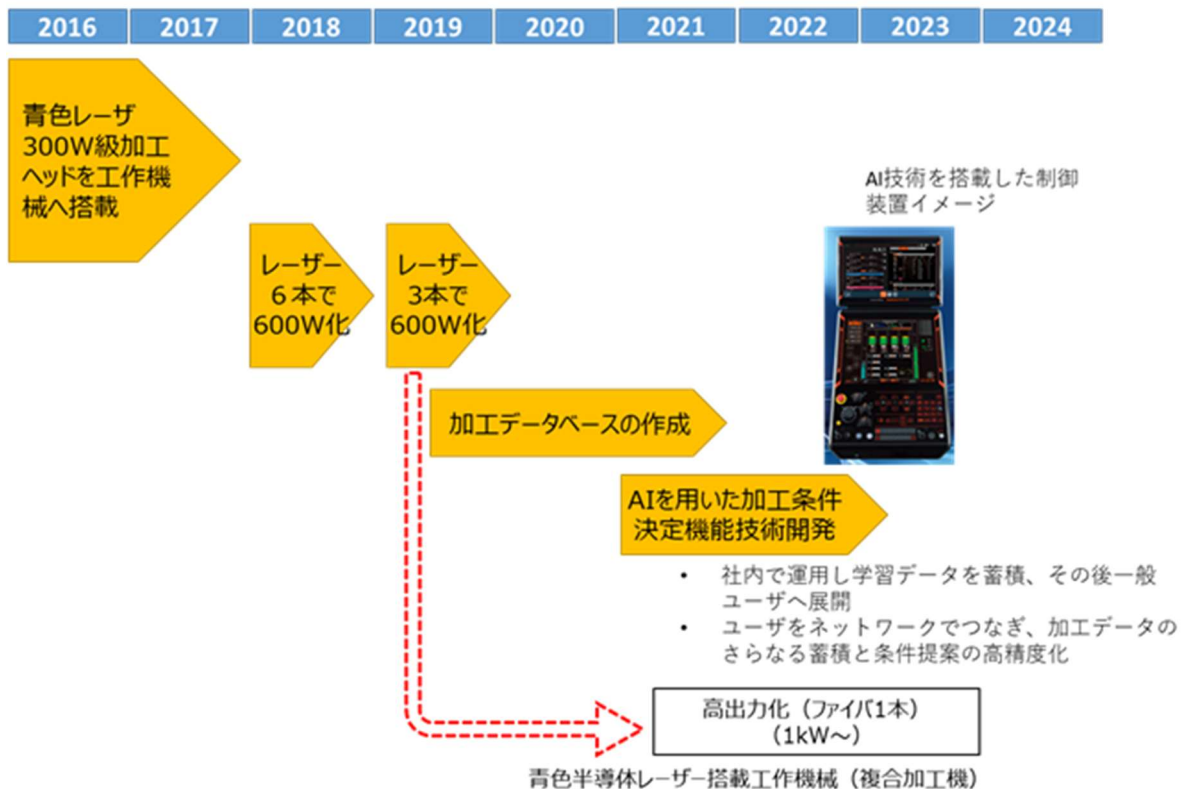 2016 2017 2018 2019 2020 2021 2022 2023 2024
青色レーザ
300W級加工
ヘッドを工作機
械へ搭載
AI技術を搭載した制御
装置イメージ
レーザー
6本で
600W化
レーザー
3本で
600W化
加工データベースの作成
AIを用いた加工条件
決定機能技術開発
• 社内で運用し学習データを蓄積、その後一般
ユーザへ展開
• ユーザをネットワークでつなぎ、加工データの
さらなる蓄積と条件提案の高精度化
高出力化（ファイバ1本）
（1kW～）
青色半導体レーザー搭載工作機械（複合加工機）